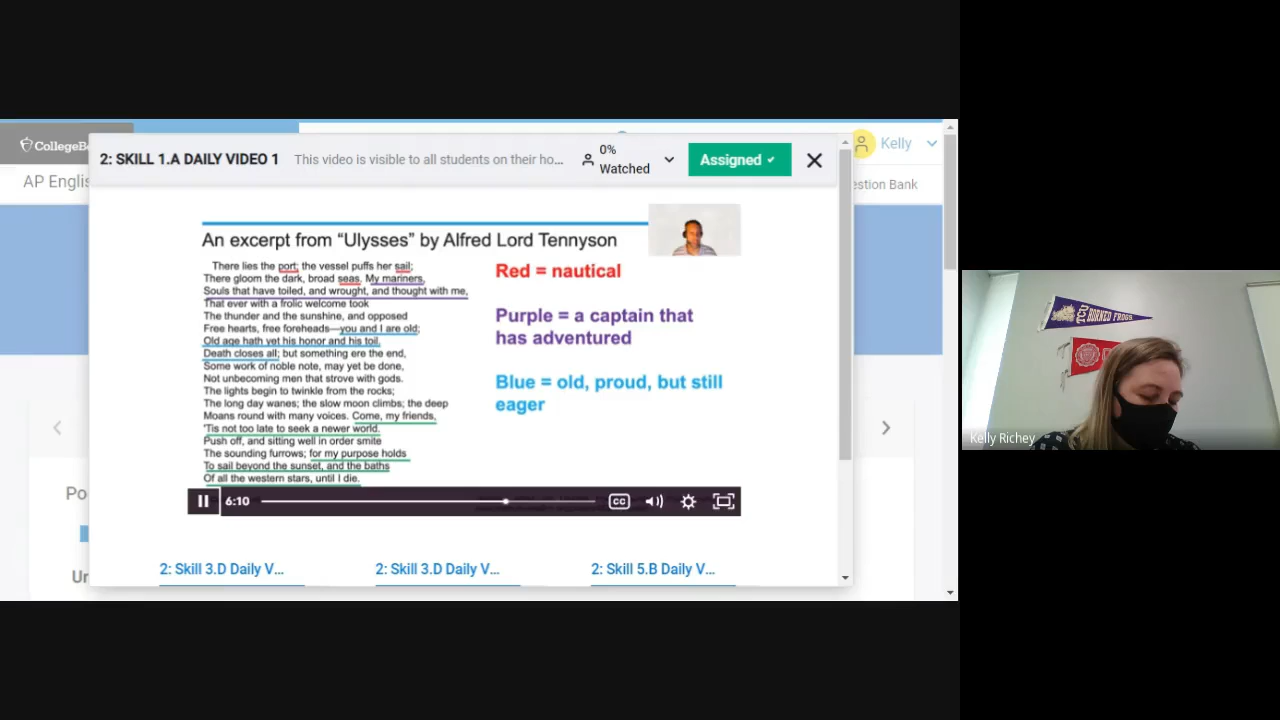 CollegeB
Kelly
AP Englis
estion Bank
2: SKILL 1.A DAILY VIDEO 1
This video is visible to all students on their ho...
0%
Watched
Assigned
An excerpt from “Ulysses” by Alfred Lord Tennyson
There lies the port; the vessel puffs her sail;
There gloom the dark, broad seas. My mariners,
Souls that have toiled, and wrought, and thought with me,
That ever with a frolic welcome took
The thunder and the sunshine, and opposed
Free hearts, free foreheads—you and I are old;
Old age hath yet his honor and his toil.
Death closes all; but something ere the end,
Some work of noble note, may yet be done,
Not unbecoming men that strove with gods.
The lights begin to twinkle from the rocks;
The long day wanes; the slow moon climbs; the deep
Moans round with many voices. Come, my friends,
'Tis not too late to seek a newer world.
Push off, and sitting well in order smite
The sounding furrows; for my purpose holds
To sail beyond the sunset, and the baths
Of all the western stars, until I die.
Red = nautical
Purple = a captain that
has adventured
Blue = old, proud, but still
eager
6:10
CC
Po
Ur
2: Skill 3.D Daily V...
2: Skill 3.D Daily V...
2: Skill 5.B Daily V...
TCU HORNED FROGS
Kelly Richey